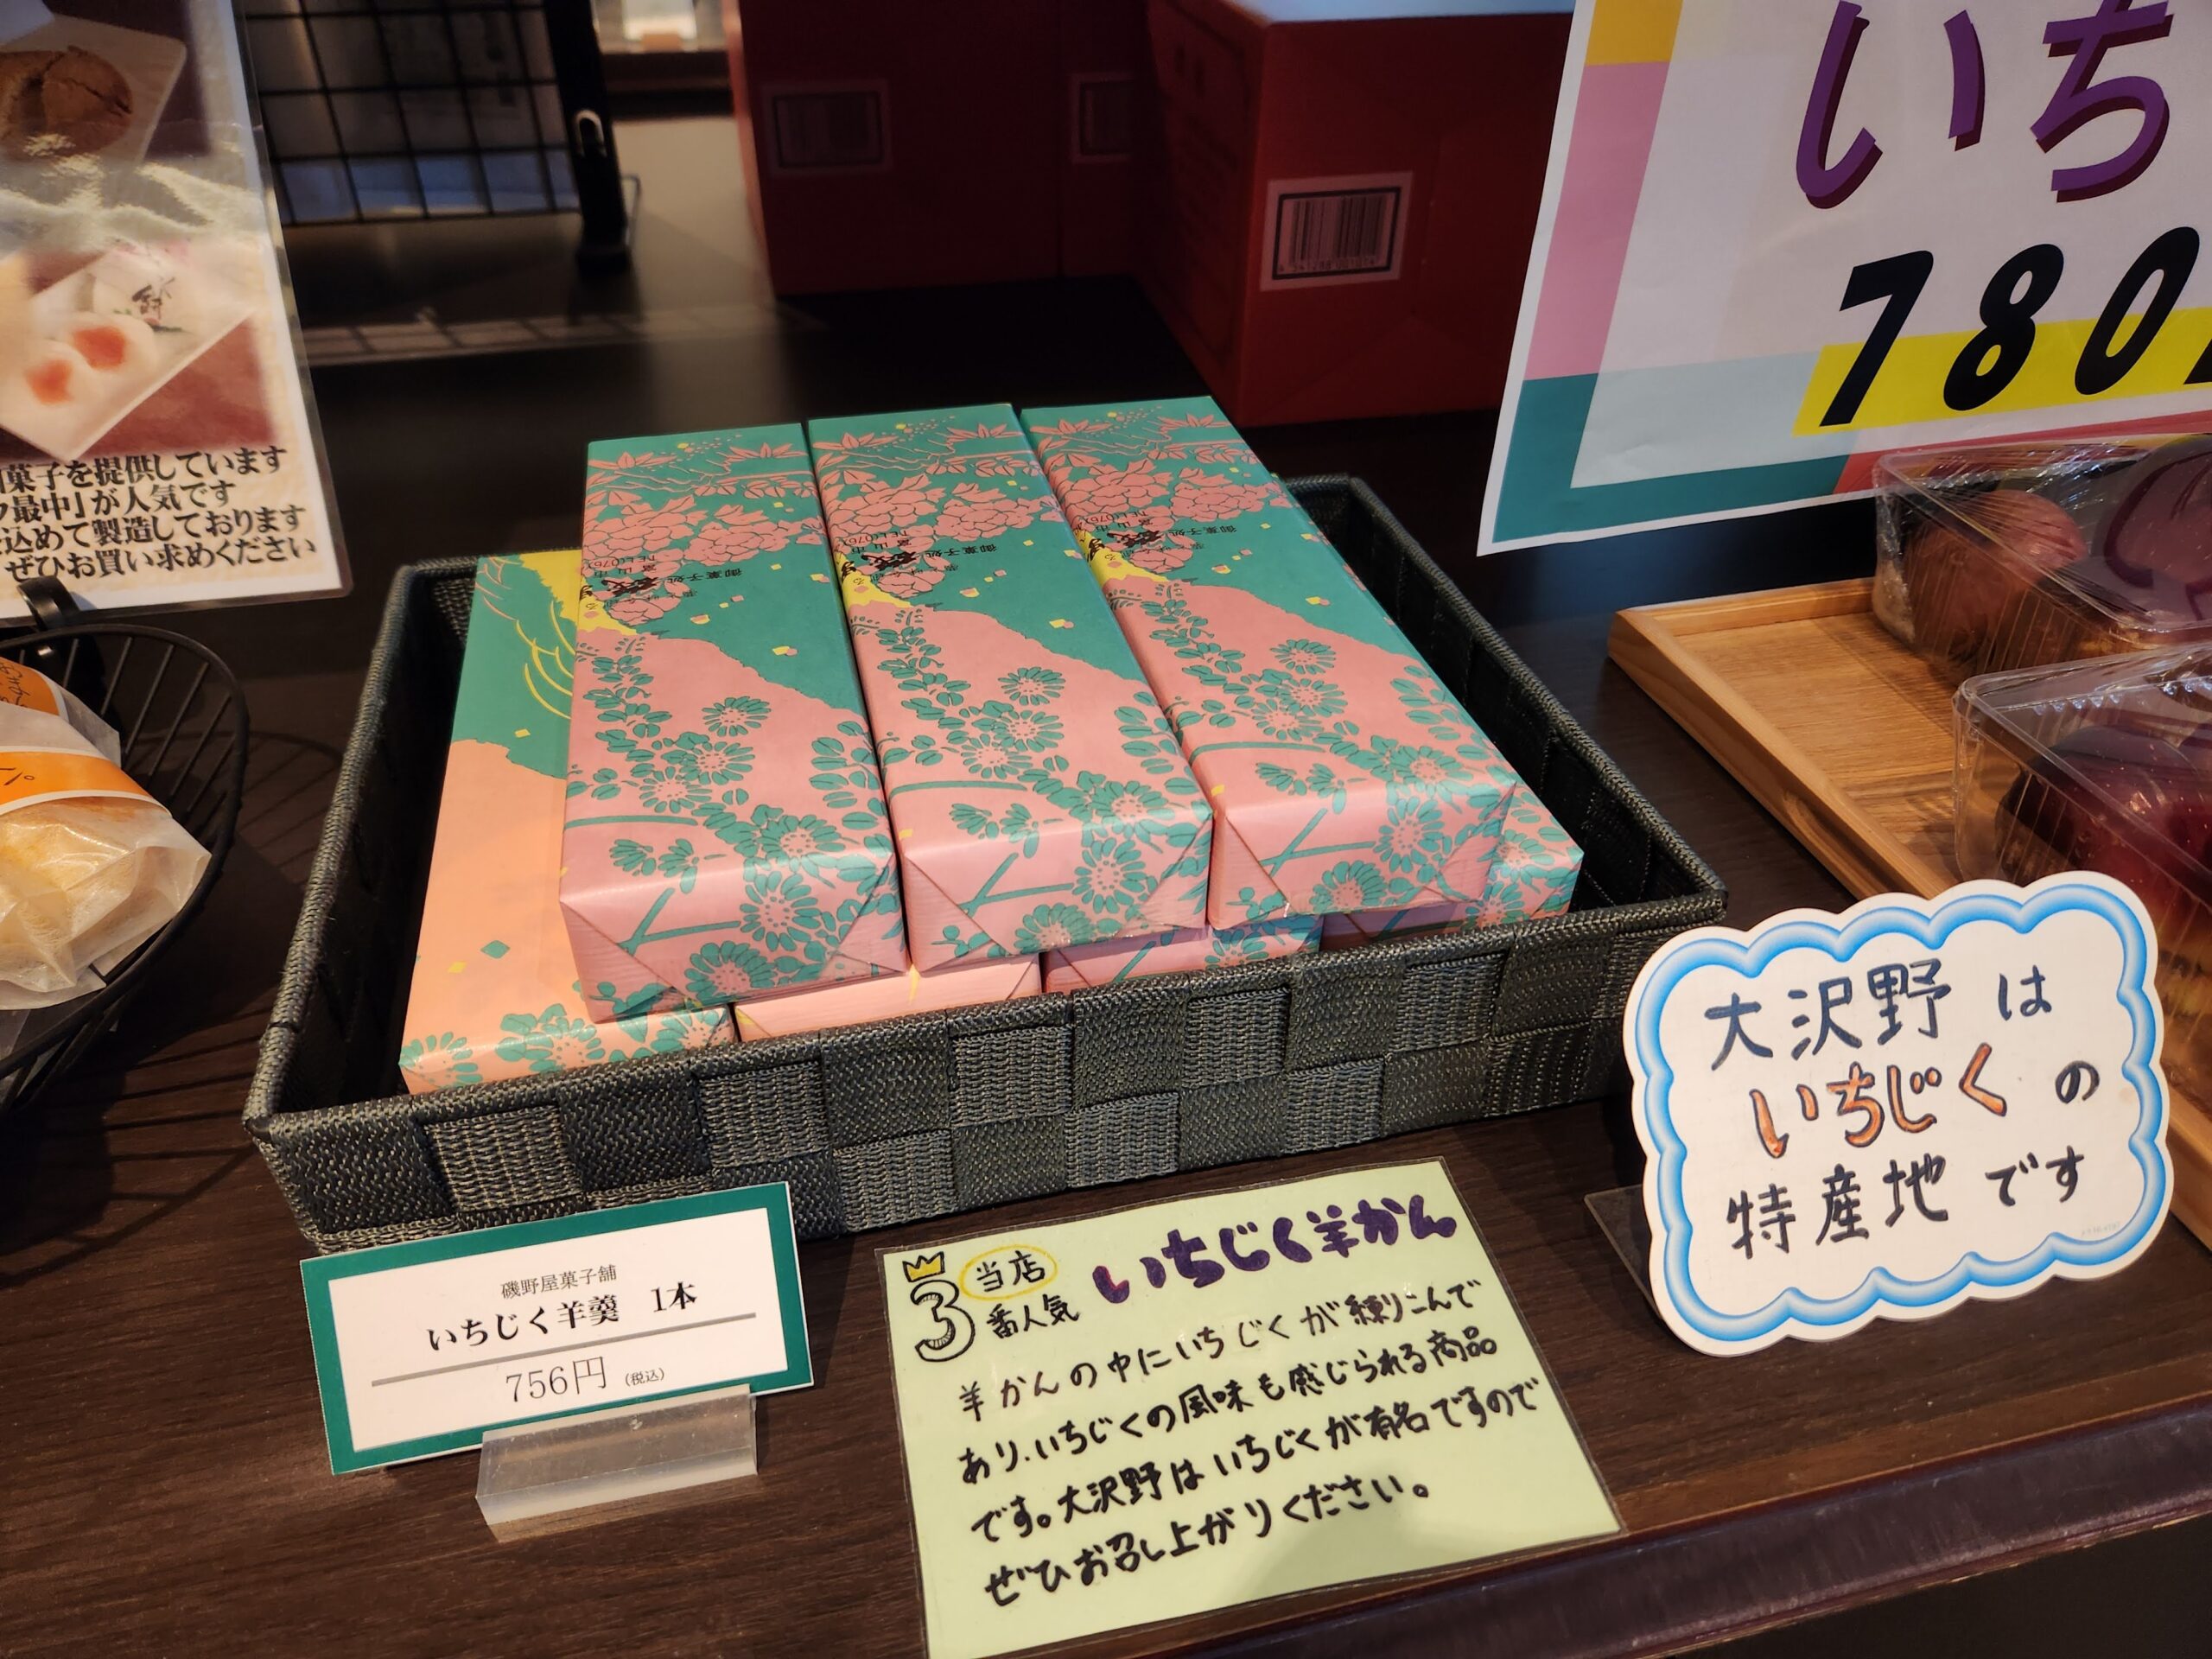 菓子を提供しています
最中」が人気です
込めて製造しております
ぜひお買い求めください
いち
780
御菓子処
富山市
磯野屋菓子舗
いちじく羊羹 1本
756円(税込)
当店
3番人気
いちじく羊かん
羊かんの中にいちじくが練りこんで
あり、いちじくの風味も感じられる商品
です。大沢野はいちじくが有名ですので
ぜひお召し上がりください。
大沢野は
いちじくの
特産地です